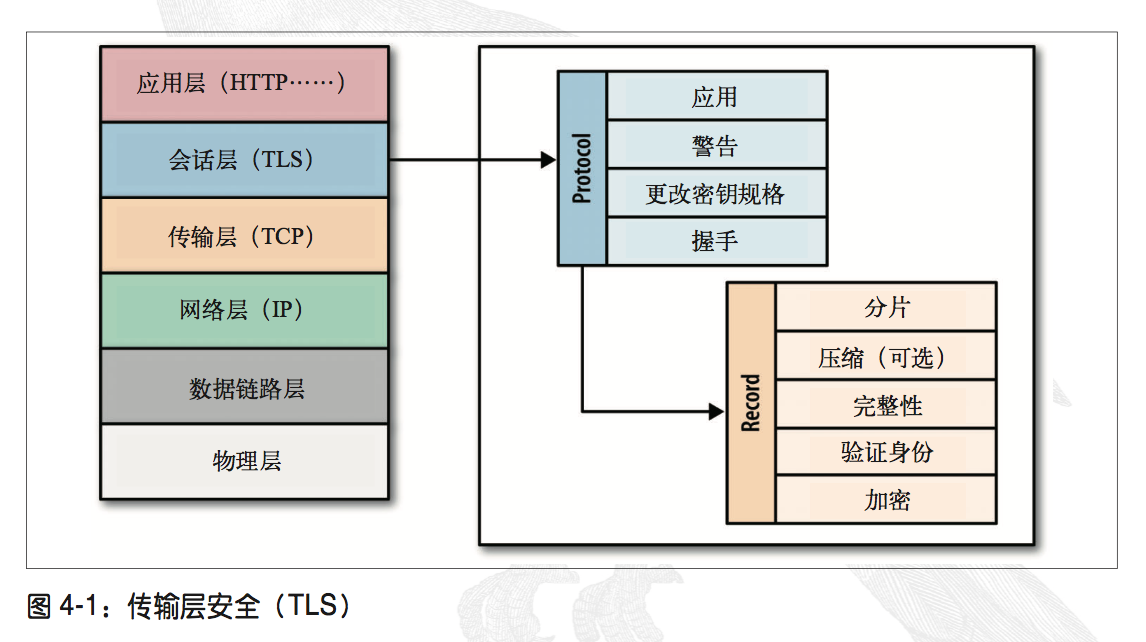 应用层（HTTP……）
会话层（TLS）
传输层（TCP）
网络层（IP）
数据链路层
物理层
Protocol
应用
警告
更改密钥规格
握手
Record
分片
压缩（可选）
完整性
验证身份
加密
图 4-1：传输层安全（TLS）